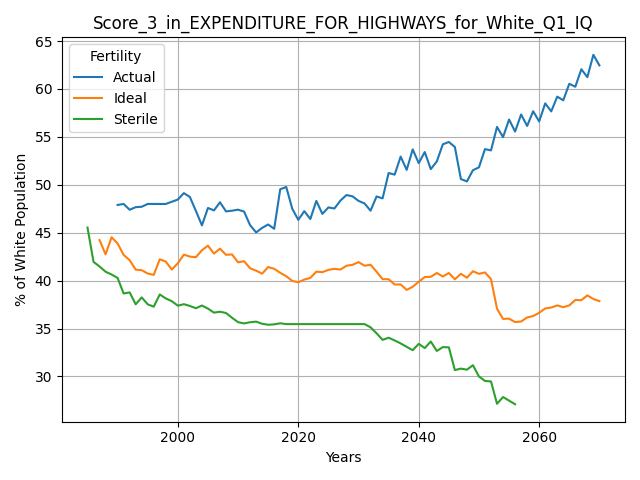 Score_3_in_EXPENDITURE_FOR_HIGHWAYS_for_White_Q1_IQ
65
60
55
50
45
40
35
30
% of White Population
Fertility
Actual
Ideal
Sterile
2000
2020
2040
2060
Years